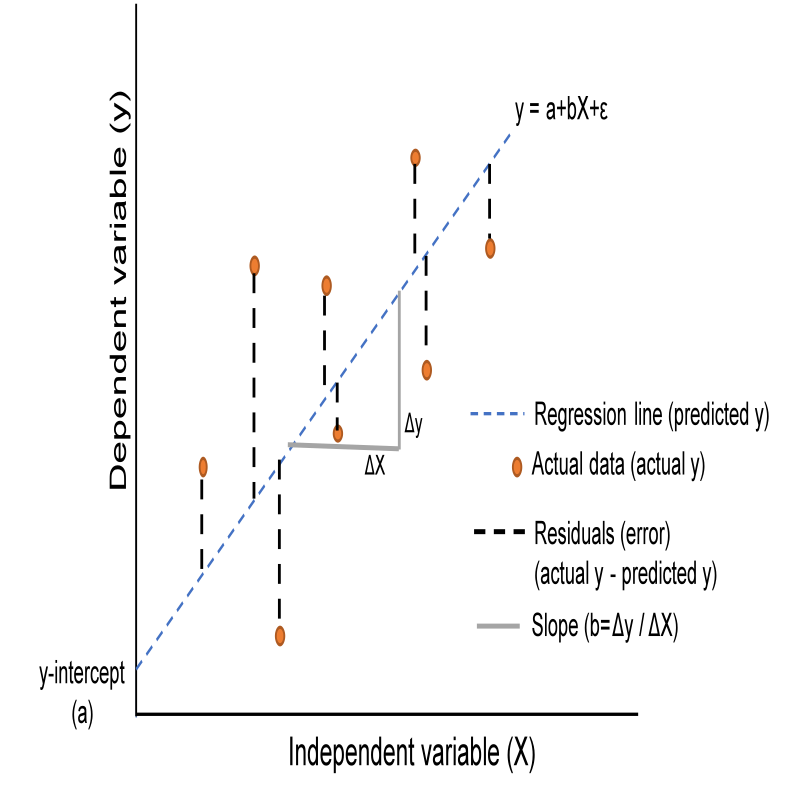 y = a+bX+ε
Dependent variable (y)
Δy
ΔX
Regression line (predicted y)
Actual data (actual y)
Residuals (error)
(actual y - predicted y)
Slope (b=Δy / ΔX)
y-intercept
(a)
Independent variable (X)